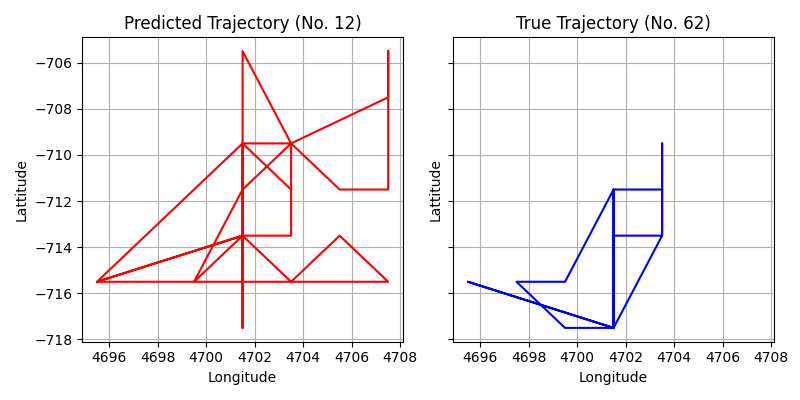 Predicted Trajectory (No. 12)
True Trajectory (No. 62)
Lattitude
−706
−708
−710
−712
−714
−716
−718
4696 4698 4700 4702 4704 4706 4708
Longitude
Lattitude
4696 4698 4700 4702 4704 4706 4708
Longitude